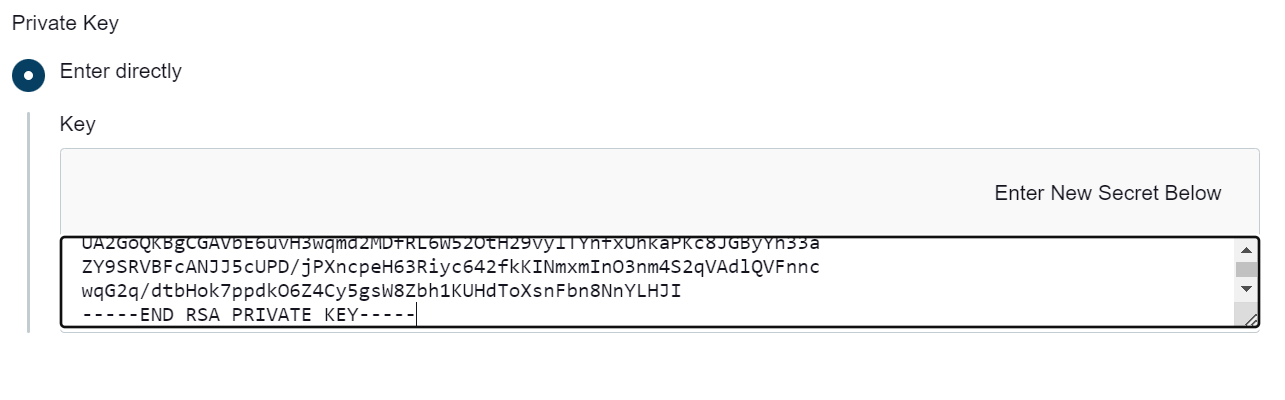 Private Key
Enter directly
Key
Enter New Secret Below
ZY9SRVBFcANJJ5cUPD/jPXncpeH63Riyc642fkKINmxmInO3nm4S2qVAdlQVFnnc
wqG2q/dtbHok7ppdkO6Z4Cy5gsW8Zbh1KUHdToXsnFbn8NnYLHJI
-----END RSA PRIVATE KEY-----